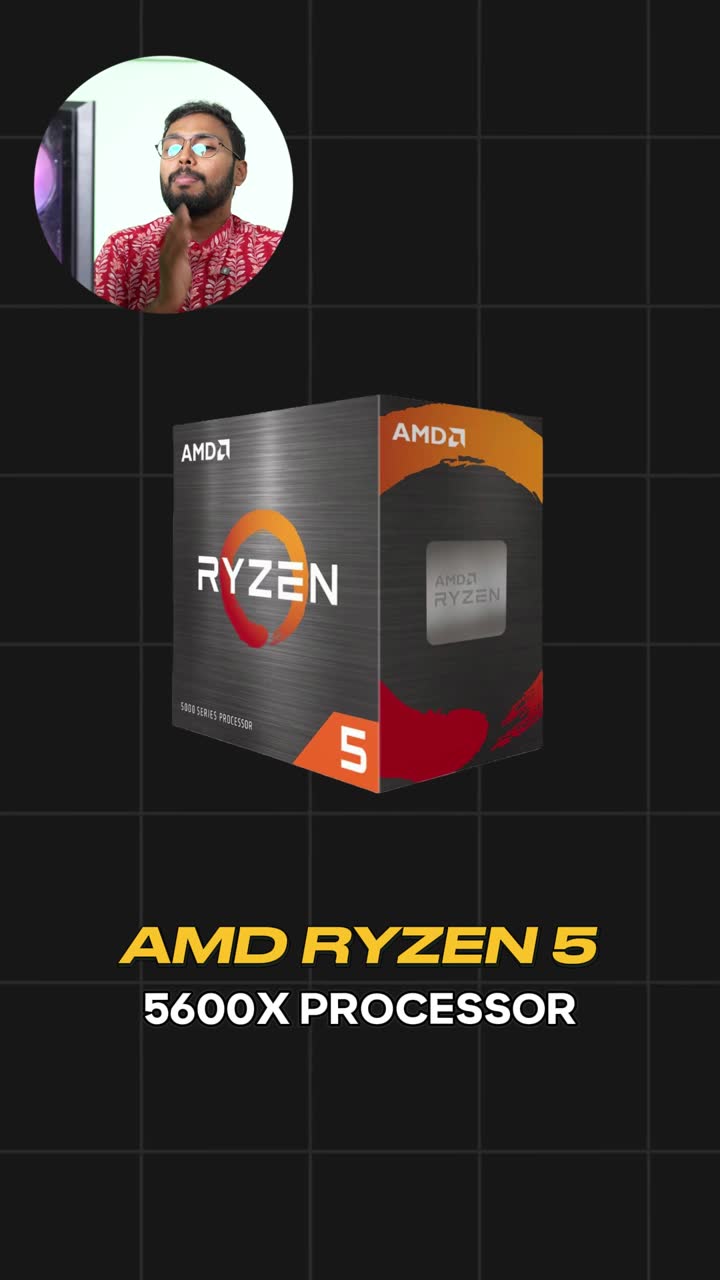 AMD
RYZEN
5000 SERIES PROCESSOR
5
AMD
AMD
RYZEN
AMD RYZEN 5
5600X PROCESSOR